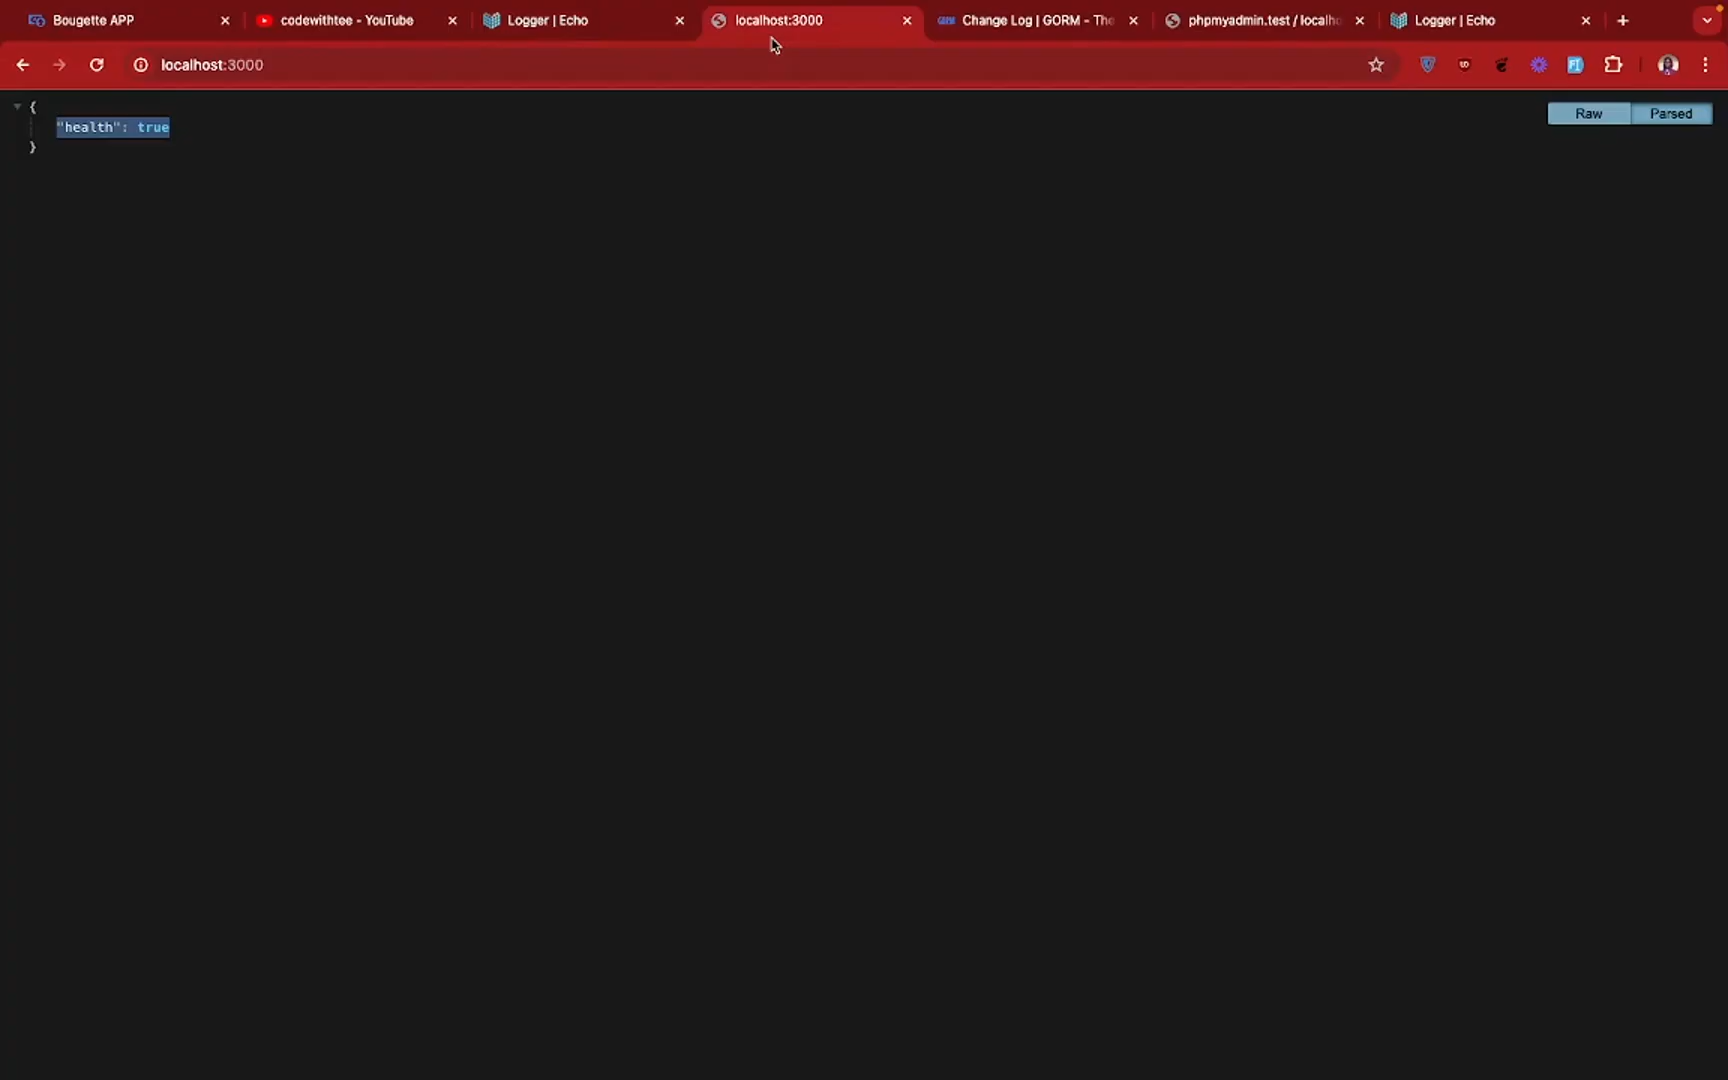 Bougette APP
codewithtee - YouTube
Logger | Echo
localhost:3000
Change Log | GORM - The
phpmyadmin.test / localho
Logger | Echo
localhost:3000
{
"health": true
}
Raw
Parsed